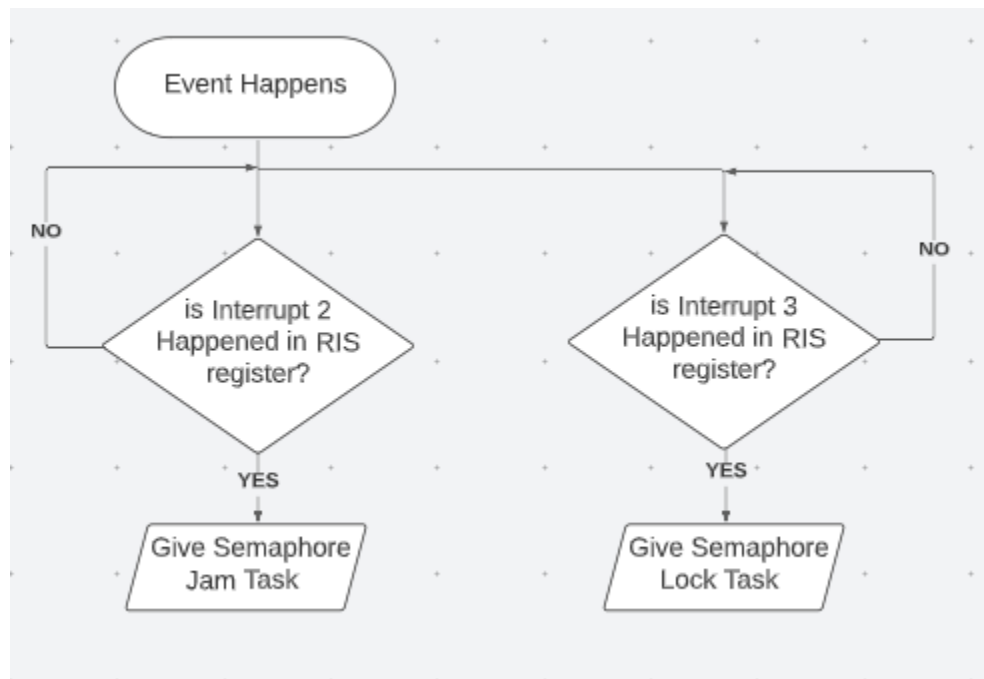 Event Happens
NO
is Interrupt 2
Happened in RIS
register?
YES
Give Semaphore
Jam Task
NO
is Interrupt 3
Happened in RIS
register?
YES
Give Semaphore
Lock Task